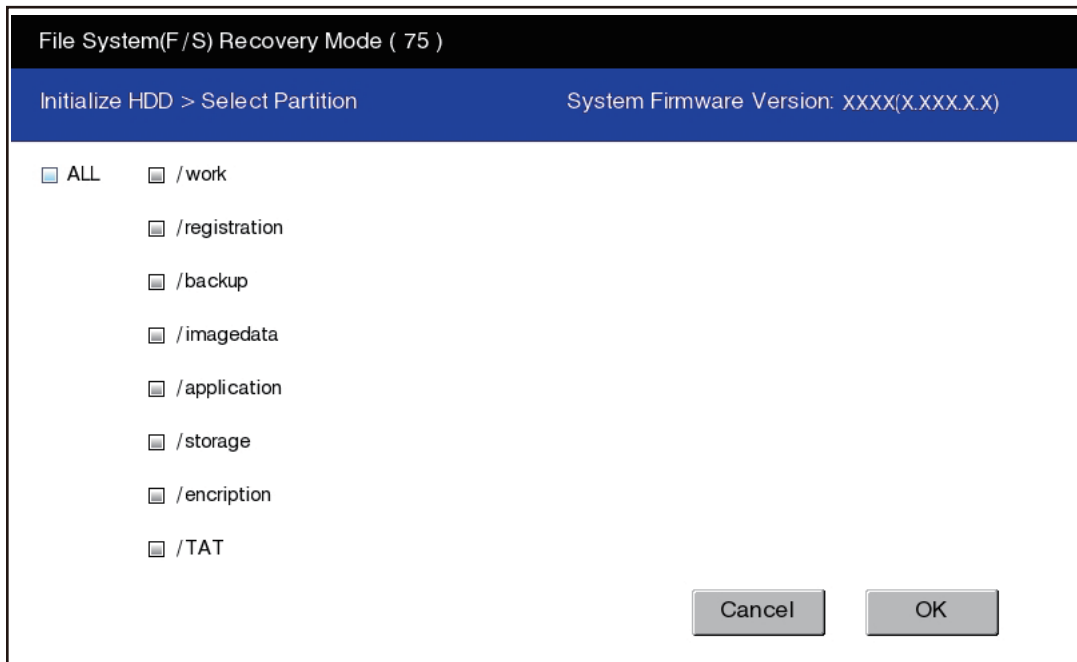 File System(F/S) Recovery Mode ( 75 )
Initialize HDD > Select Partition System Firmware Version: XXXX(X.XXX.X.X)
ALL /work
/registration
/backup
/imagedata
/application
/storage
/encription
/TAT
Cancel OK